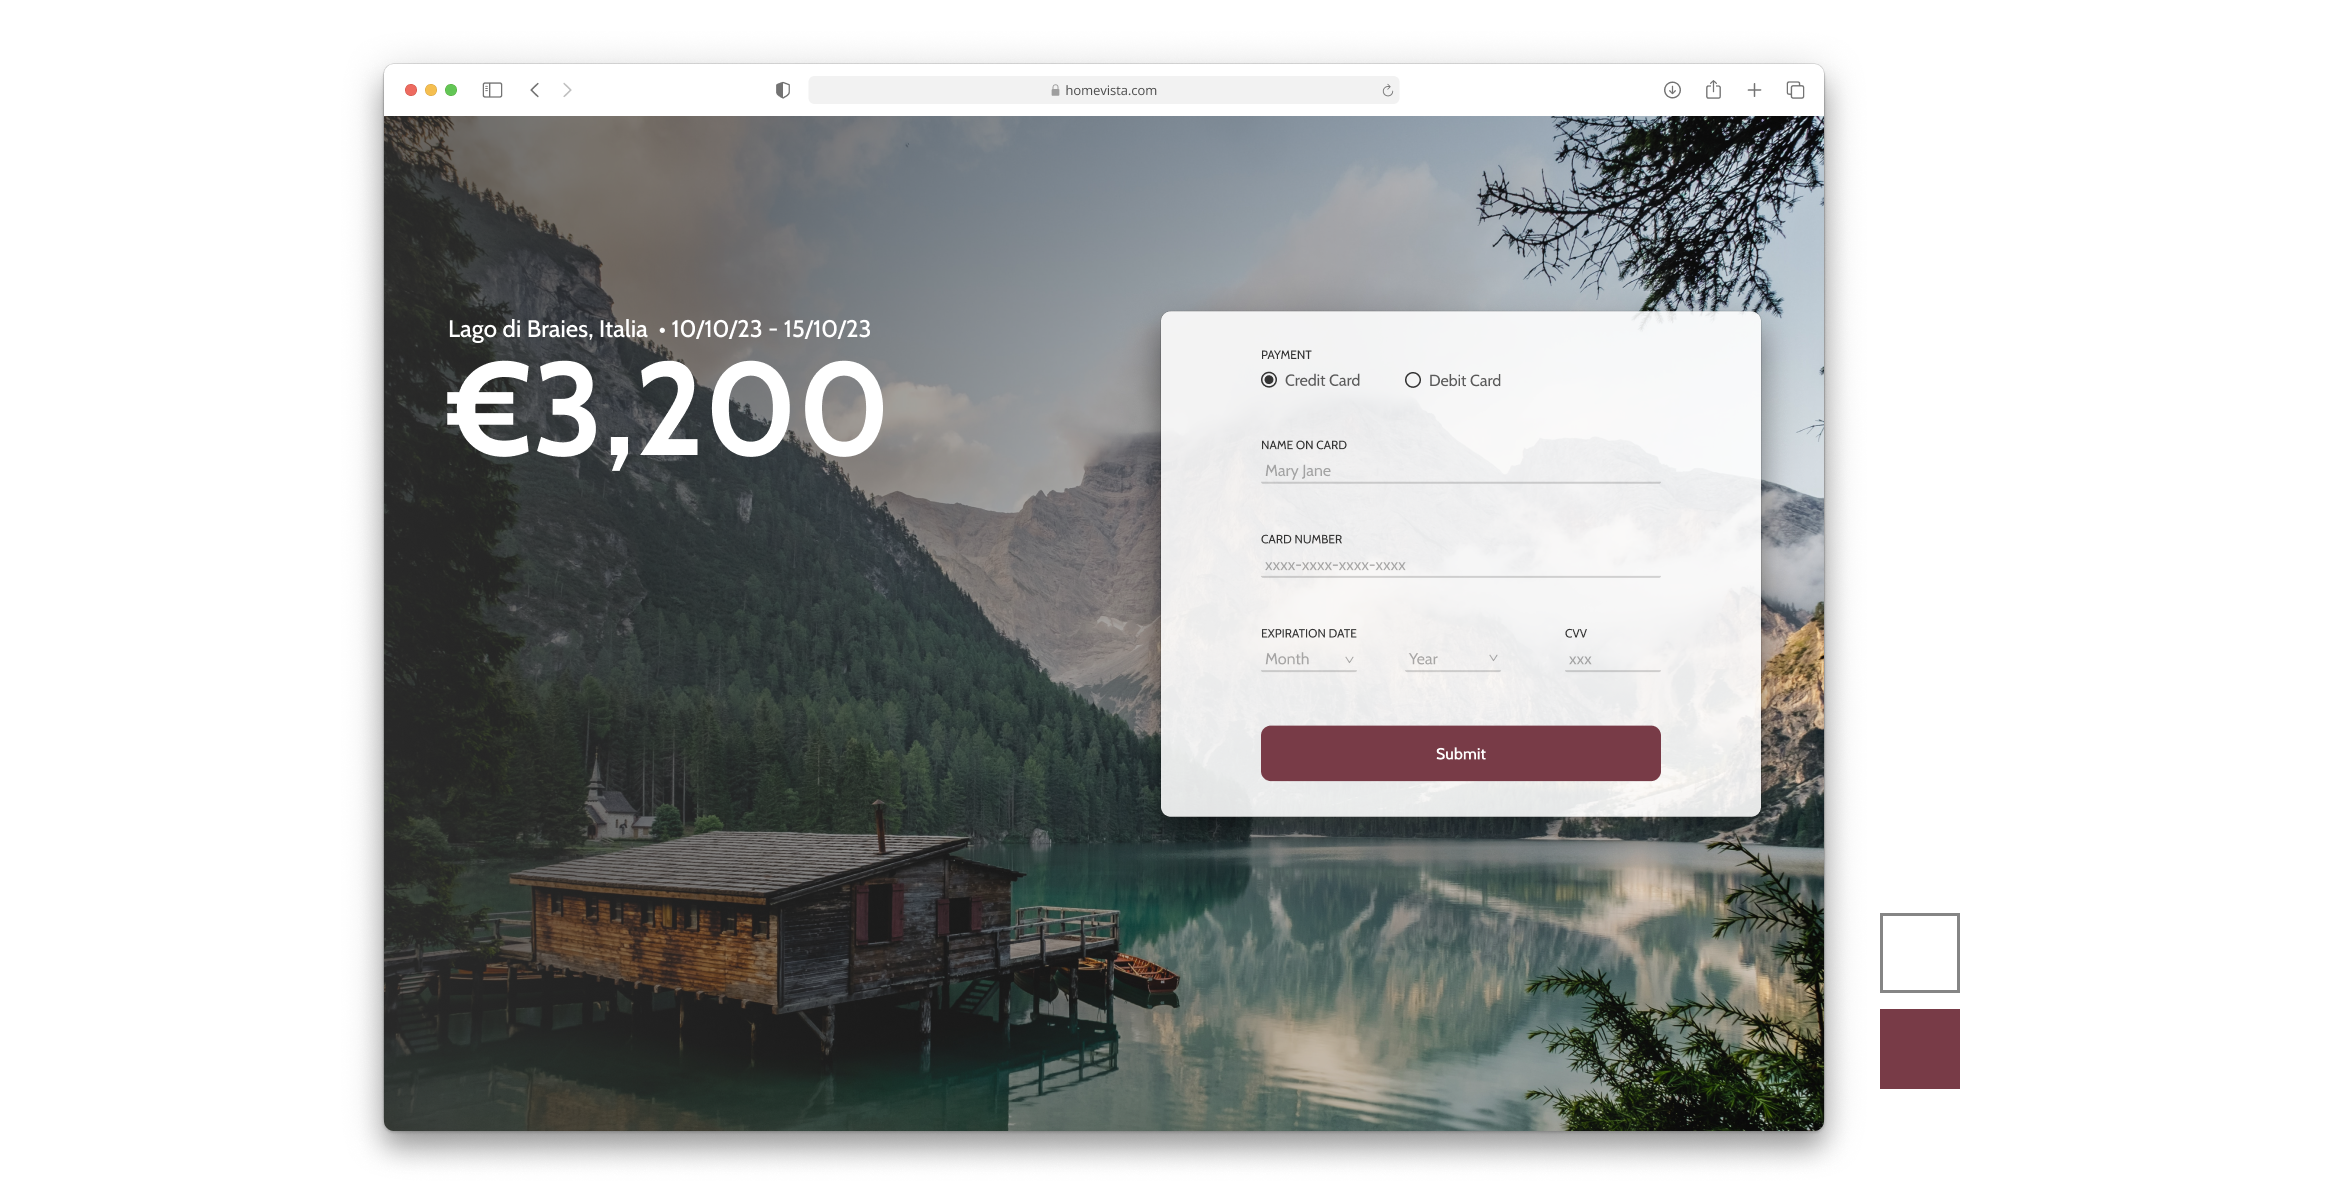 homevista.com
Lago di Braies, Italia • 10/10/23 - 15/10/23
€3,200
PAYMENT
Credit Card
Debit Card
NAME ON CARD
Mary Jane
CARD NUMBER
xxxx-xxxx-xxxx-xxxx
EXPIRATION DATE
CVV
Month
Year
xxx
Submit